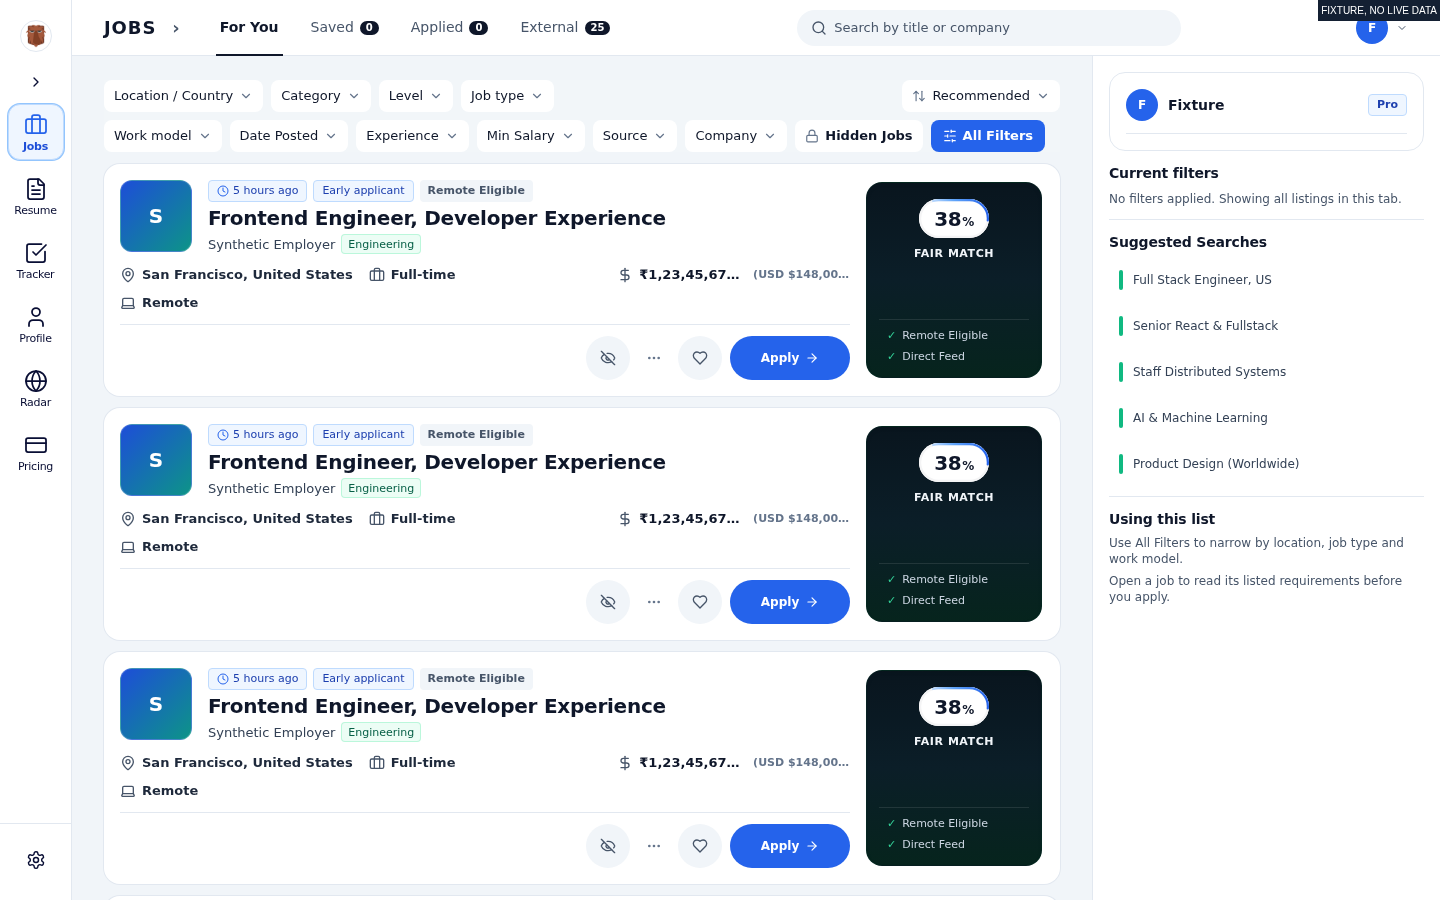 FIXTURE, NO LIVE DATA
JOBS
For You
Saved 0
Applied 0
External 25
Search by title or company
F
Jobs
Resume
Tracker
Profile
Radar
Pricing
Location / Country
Category
Level
Job type
Recommended
Work model
Date Posted
Experience
Min Salary
Source
Company
Hidden Jobs
All Filters
S
5 hours ago
Early applicant
Remote Eligible
Frontend Engineer, Developer Experience
Synthetic Employer
Engineering
San Francisco, United States
Full-time
₹1,23,45,67…
(USD $148,00…
Remote
Apply
38%
FAIR MATCH
✓ Remote Eligible
✓ Direct Feed
S
5 hours ago
Early applicant
Remote Eligible
Frontend Engineer, Developer Experience
Synthetic Employer
Engineering
San Francisco, United States
Full-time
₹1,23,45,67…
(USD $148,00…
Remote
Apply
38%
FAIR MATCH
✓ Remote Eligible
✓ Direct Feed
S
5 hours ago
Early applicant
Remote Eligible
Frontend Engineer, Developer Experience
Synthetic Employer
Engineering
San Francisco, United States
Full-time
₹1,23,45,67…
(USD $148,00…
Remote
Apply
38%
FAIR MATCH
✓ Remote Eligible
✓ Direct Feed
F
Fixture
Pro
Current filters
No filters applied. Showing all listings in this tab.
Suggested Searches
Full Stack Engineer, US
Senior React & Fullstack
Staff Distributed Systems
AI & Machine Learning
Product Design (Worldwide)
Using this list
Use All Filters to narrow by location, job type and
work model.
Open a job to read its listed requirements before
you apply.